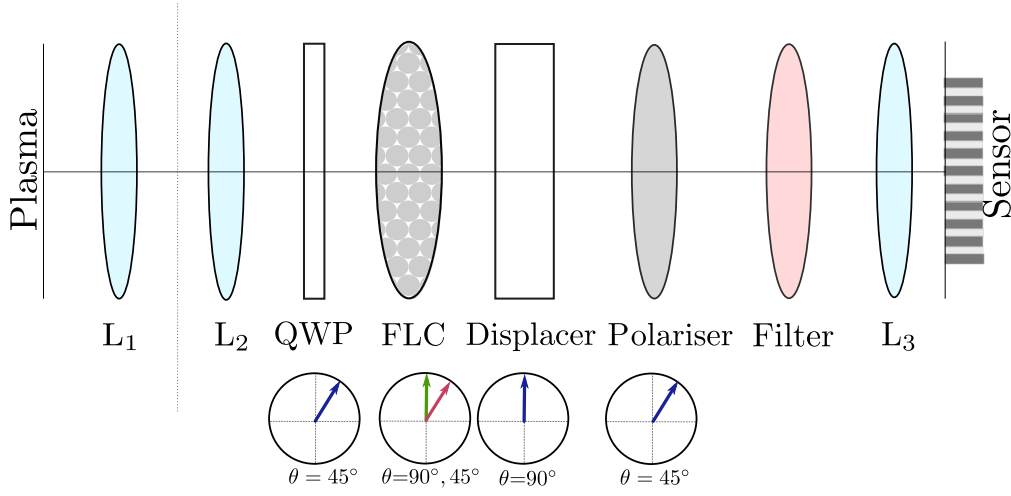 Plasma
Sensor
L₁ L₂ QWP FLC Displacer Polariser Filter L₃
θ = 45° θ=90°, 45° θ=90° θ = 45°